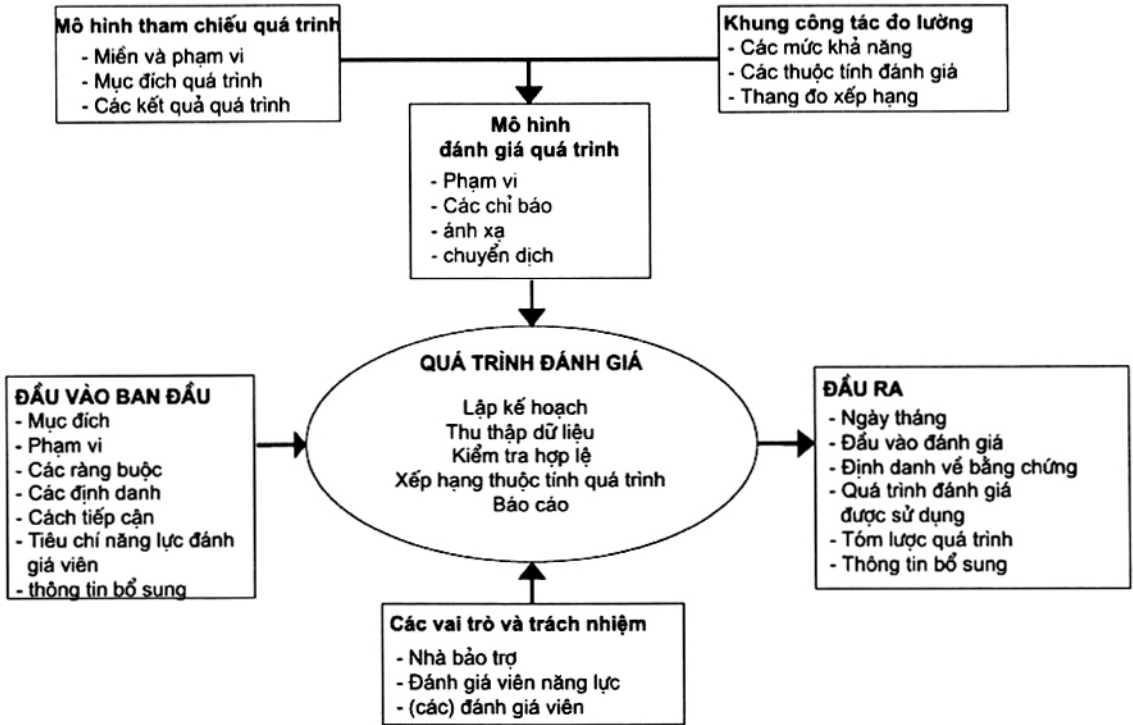 Mô hình tham chiếu quá trình
- Miền và phạm vi
- Mục đích quá trình
- Các kết quả quá trình
Khung công tác đo lường
- Các mức khả năng
- Các thuộc tính đánh giá
- Thang đo xếp hạng
Mô hình
đánh giá quá trình
- Phạm vi
- Các chỉ báo
- ánh xạ
- chuyển dịch
QUÁ TRÌNH ĐÁNH GIÁ
Lập kế hoạch
Thu thập dữ liệu
Kiểm tra hợp lệ
Xếp hạng thuộc tính quá trình
Báo cáo
ĐẦU VÀO BAN ĐẦU
- Mục đích
- Phạm vi
- Các ràng buộc
- Các định danh
- Cách tiếp cận
- Tiêu chí năng lực đánh
giá viên
- thông tin bổ sung
ĐẦU RA
- Ngày tháng
- Đầu vào đánh giá
- Định danh về bằng chứng
- Quá trình đánh giá
được sử dụng
- Tóm lược quá trình
- Thông tin bổ sung
Các vai trò và trách nhiệm
- Nhà bảo trợ
- Đánh giá viên năng lực
- (các) đánh giá viên